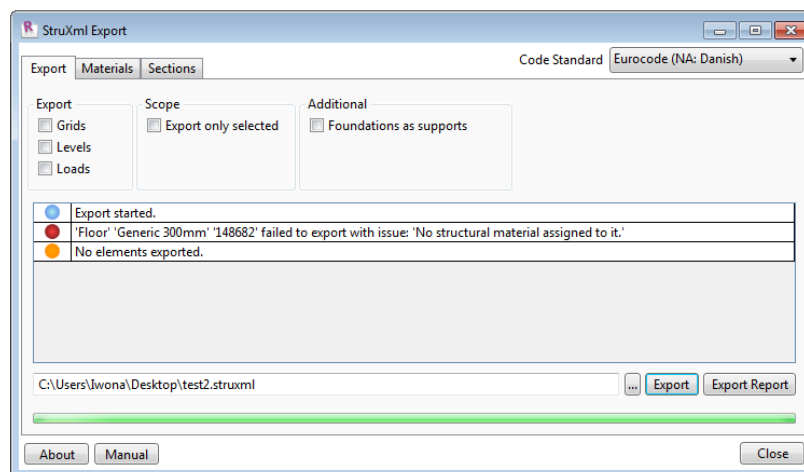 StruXml Export
Export Materials Sections
Code Standard Eurocode (NA: Danish)
Export Scope Additional
Grids Export only selected Foundations as supports
Levels
Loads
Export started.
'Floor' 'Generic 300mm' '148682' failed to export with issue: 'No structural material assigned to it.'
No elements exported.
C:\Users\Iwona\Desktop\test2.struxml ... Export Export Report
About Manual Close